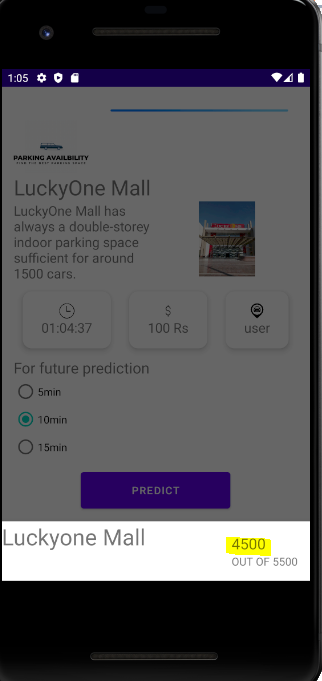 1:05
PARKING AVAILBILITY
LuckyOne Mall
LuckyOne Mall has
always a double-storey
indoor parking space
sufficient for around
1500 cars.
01:04:37
$
100 Rs
user
For future prediction
5min
10min
15min
PREDICT
Luckyone Mall
4500
OUT OF 5500